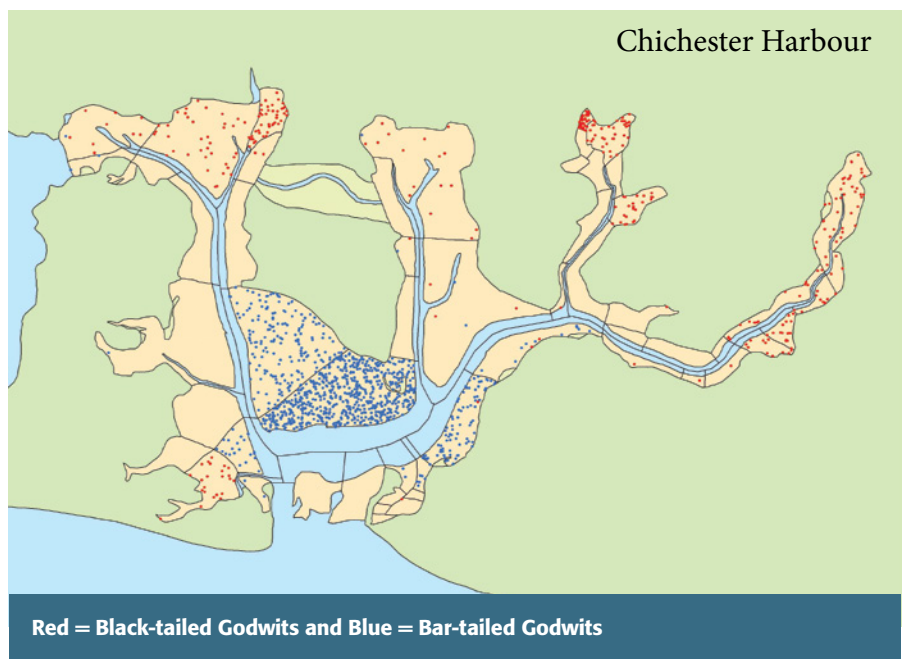 Chichester Harbour
Red = Black-tailed Godwits and Blue = Bar-tailed Godwits